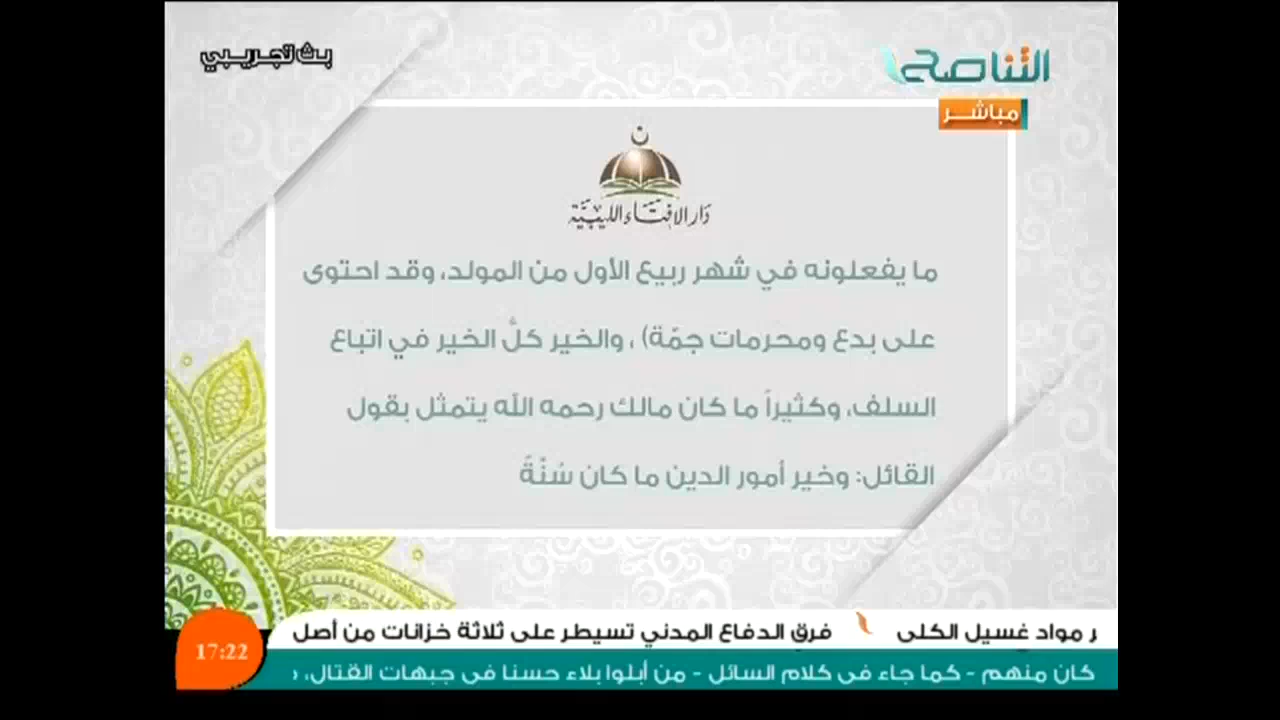 بث تجريبي
التناصح
مباشر
دار الإفتاء الليبية
ما يفعلونه في شهر ربيع الأول من المولد، وقد احتوى
على بدع ومحرمات جمّة) ، والخير كلُّ الخير في اتباع
السلف، وكثيراً ما كان مالك رحمه الله يتمثل بقول
القائل: وخير أمور الدين ما كان سُنّةً
ر مواد غسيل الكلى فرق الدفاع المدني تسيطر على ثلاثة خزانات من أصل
17:22
كان منهم - كما جاء في كلام السائل - من أبلوا بلاء حسنا في جبهات القتال،